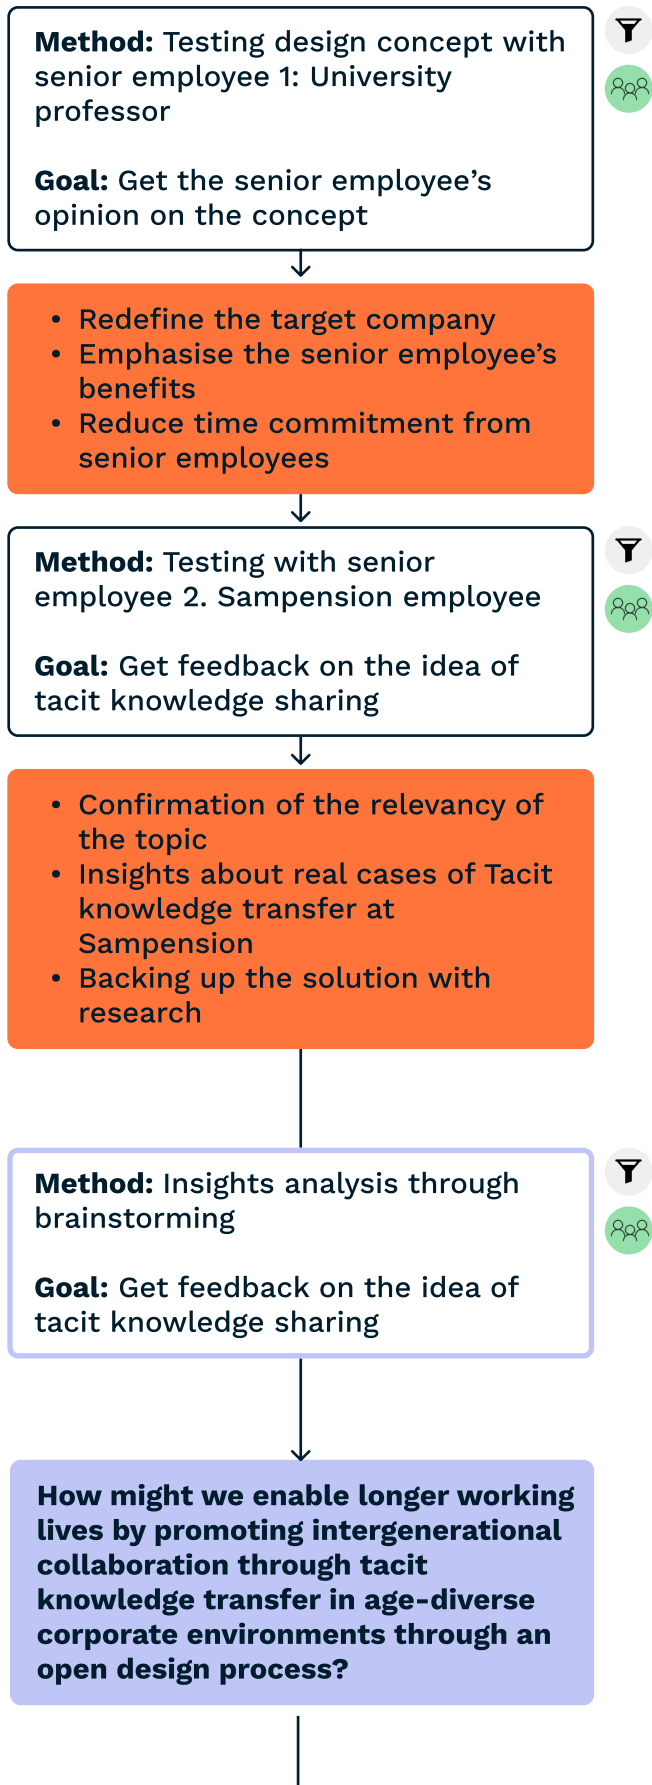 Method: Testing design concept with
senior employee 1: University
professor
Goal: Get the senior employee’s
opinion on the concept
• Redefine the target company
• Emphasise the senior employee’s
benefits
• Reduce time commitment from
senior employees
Method: Testing with senior
employee 2. Sampension employee
Goal: Get feedback on the idea of
tacit knowledge sharing
• Confirmation of the relevancy of
the topic
• Insights about real cases of Tacit
knowledge transfer at
Sampension
• Backing up the solution with
research
Method: Insights analysis through
brainstorming
Goal: Get feedback on the idea of
tacit knowledge sharing
How might we enable longer working
lives by promoting intergenerational
collaboration through tacit
knowledge transfer in age-diverse
corporate environments through an
open design process?